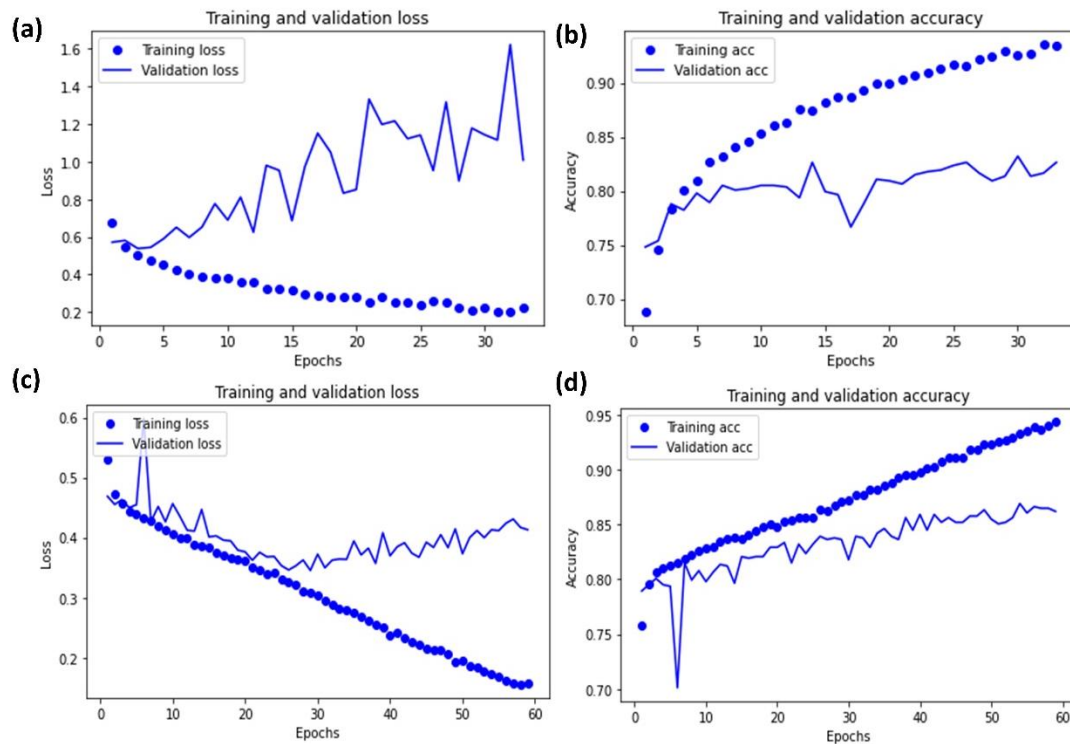 (a)
Training and validation loss
Training loss
Validation loss
1.6
1.4
1.2
1.0
0.8
0.6
0.4
0.2
Loss
0 5 10 15 20 25 30
Epochs
(b)
Training and validation accuracy
Training acc
Validation acc
0.90
0.85
0.80
0.75
0.70
Accuracy
0 5 10 15 20 25 30
Epochs
(c)
Training and validation loss
Training loss
Validation loss
0.6
0.5
0.4
0.3
0.2
Loss
0 10 20 30 40 50 60
Epochs
(d)
Training and validation accuracy
Training acc
Validation acc
0.95
0.90
0.85
0.80
0.75
0.70
Accuracy
0 10 20 30 40 50 60
Epochs